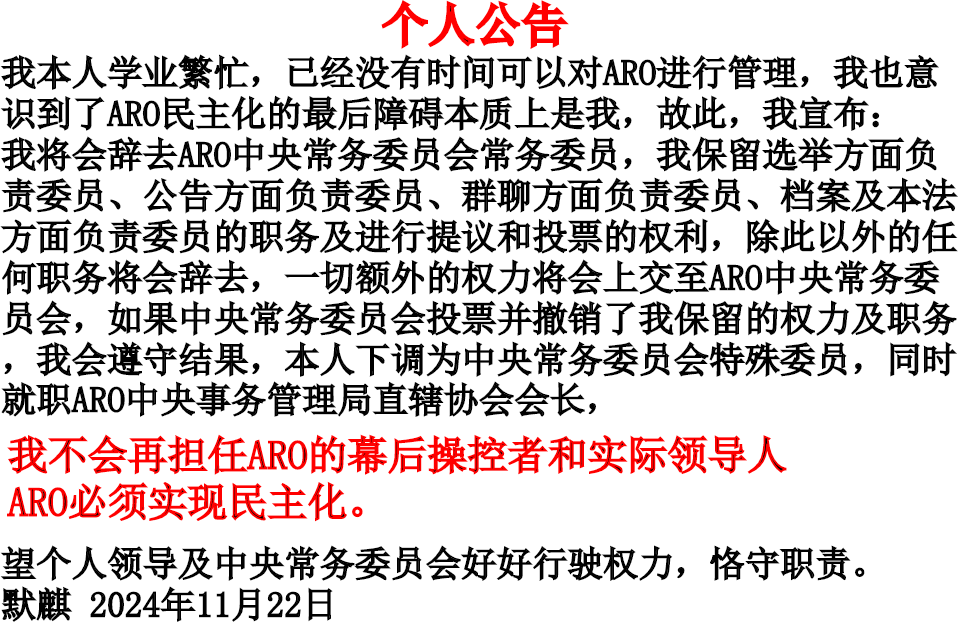 个人公告
我本人学业繁忙，已经没有时间可以对ARO进行管理，我也意
识到了ARO民主化的最后障碍本质上是我，故此，我宣布：
我将会辞去ARO中央常务委员会常务委员，我保留选举方面负
责委员、公告方面负责委员、群聊方面负责委员、档案及本法
方面负责委员的职务及进行提议和投票的权利，除此以外的任
何职务将会辞去，一切额外的权力将会上交至ARO中央常务委
员会，如果中央常务委员会投票并撤销了我保留的权力及职务
，我会遵守结果，本人下调为中央常务委员会特殊委员，同时
就职ARO中央事务管理局直辖协会会长，
我不会再担任ARO的幕后操控者和实际领导人
ARO必须实现民主化。
望个人领导及中央常务委员会好好行驶权力，恪守职责。
默麒 2024年11月22日